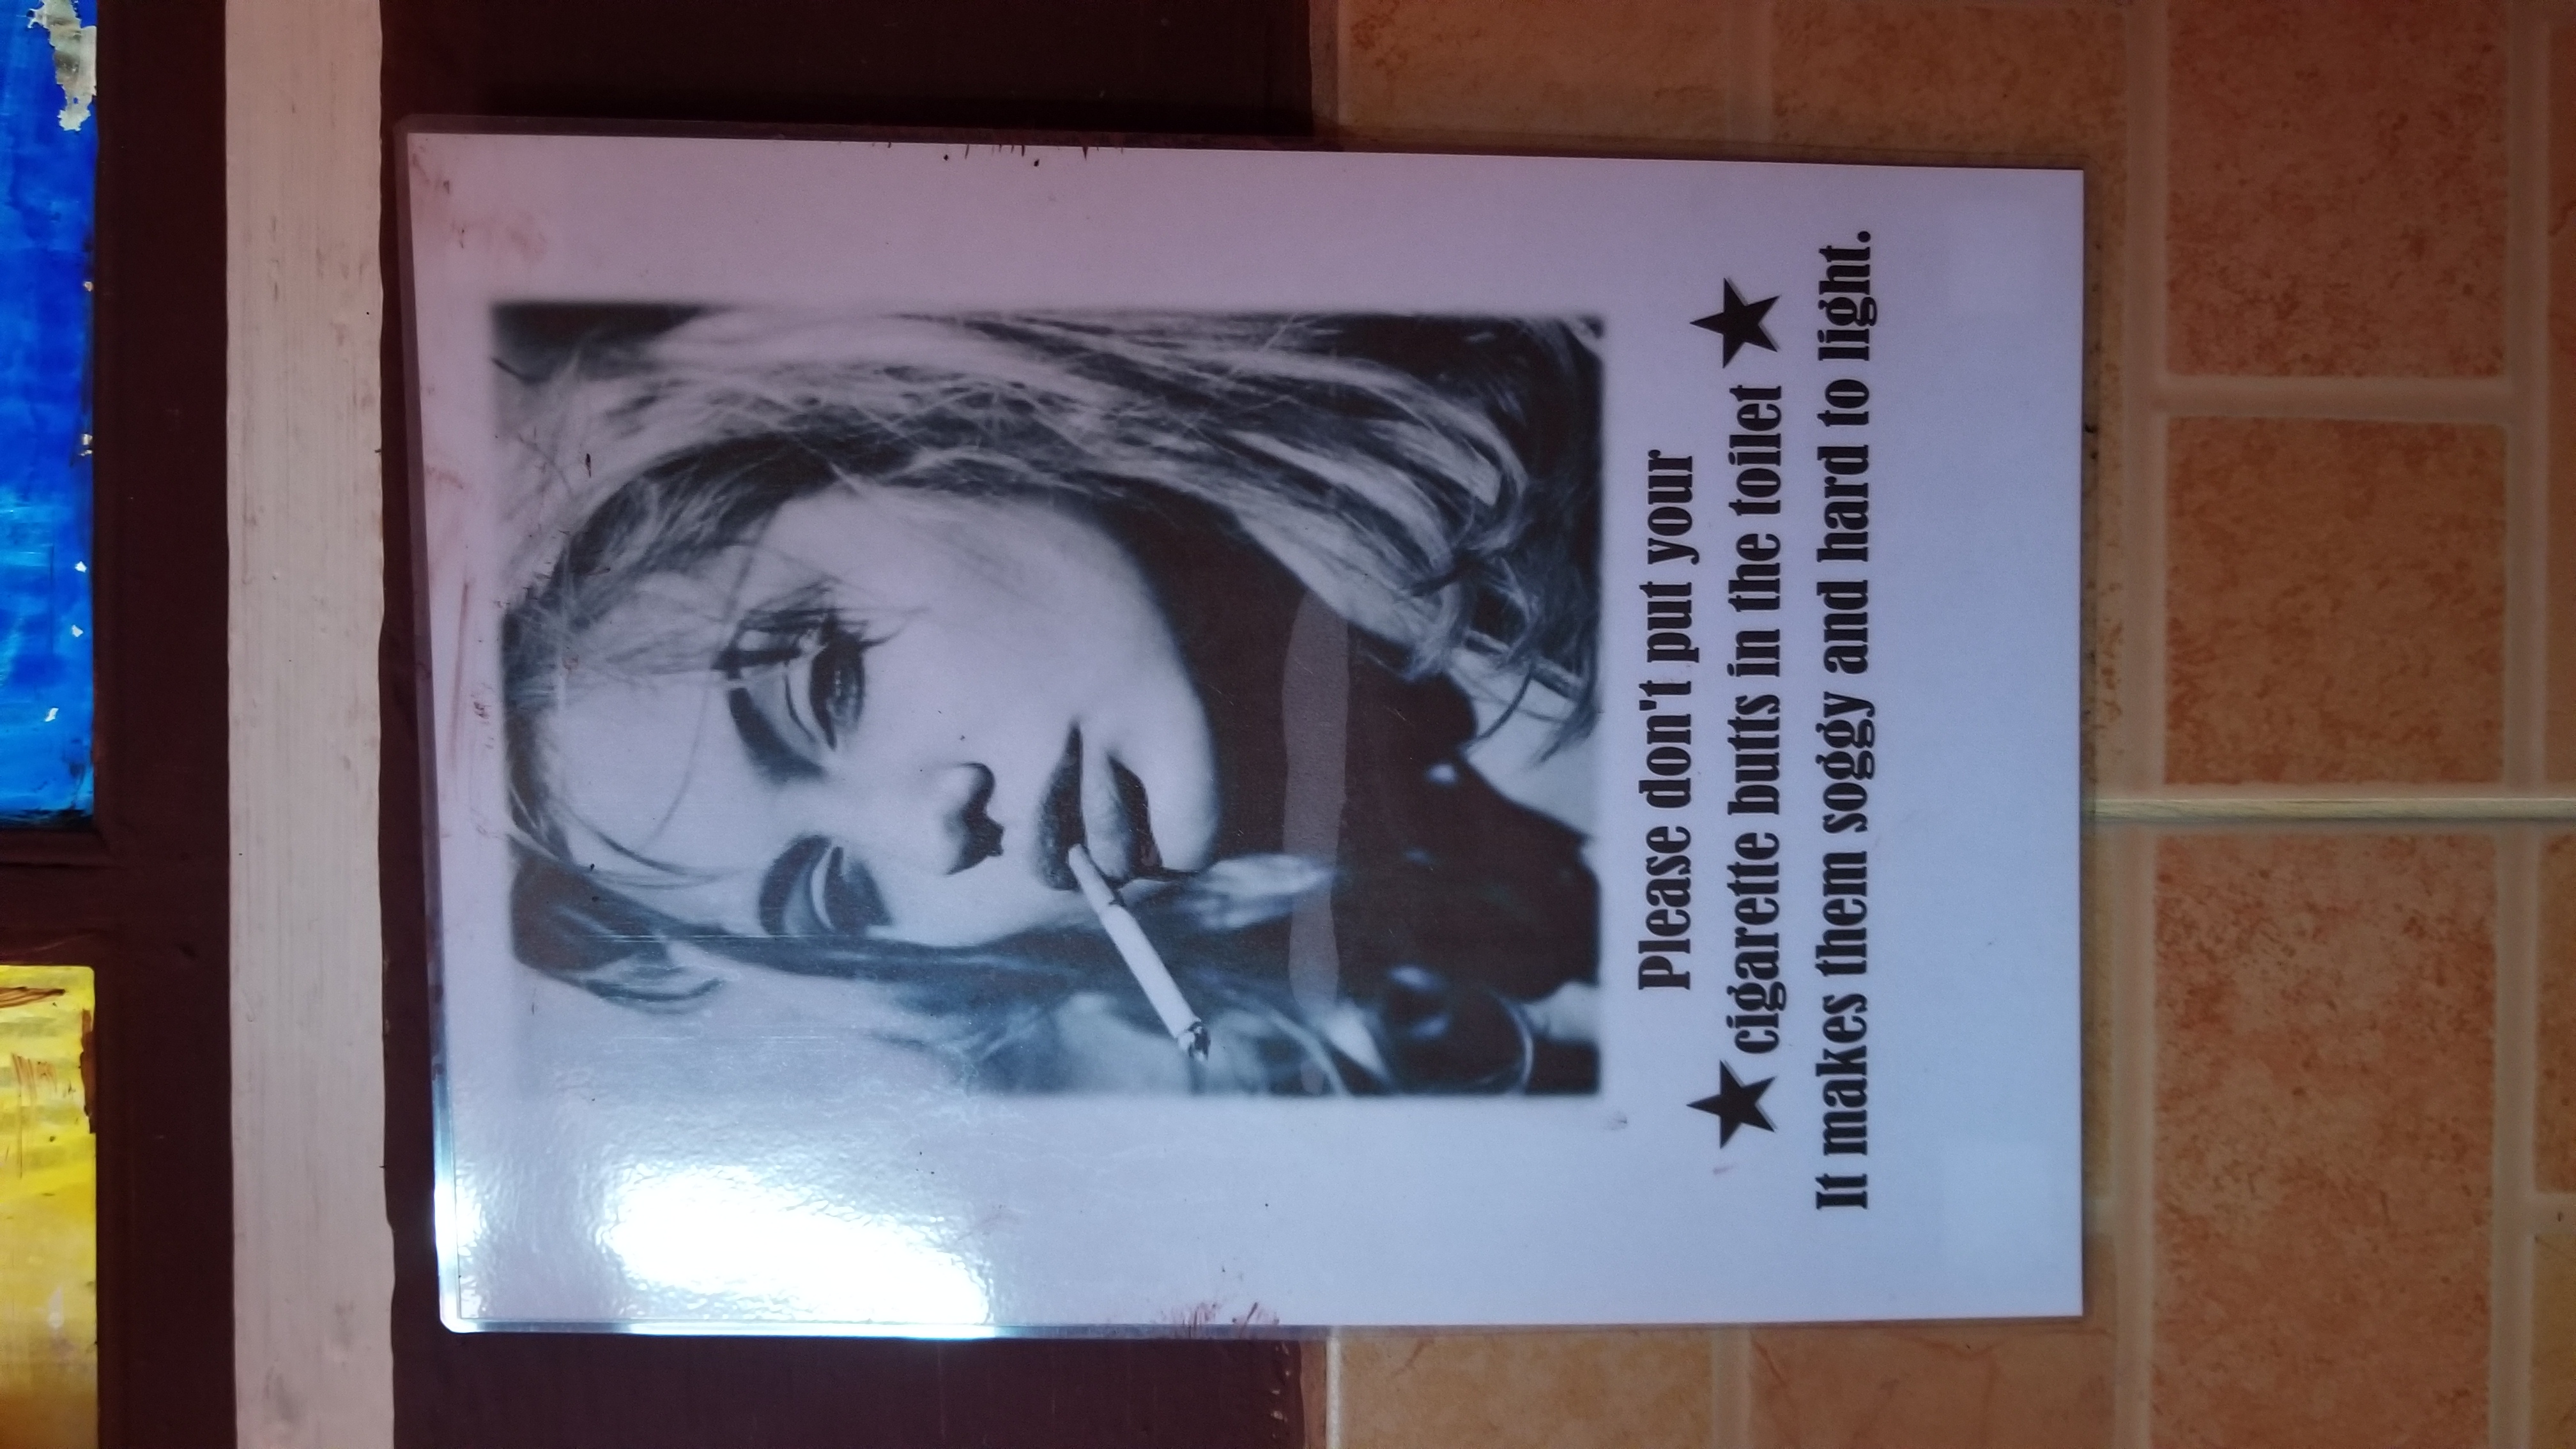 Please don't put your
cigarette butts in the toilet
It makes them soggy and hard to light.